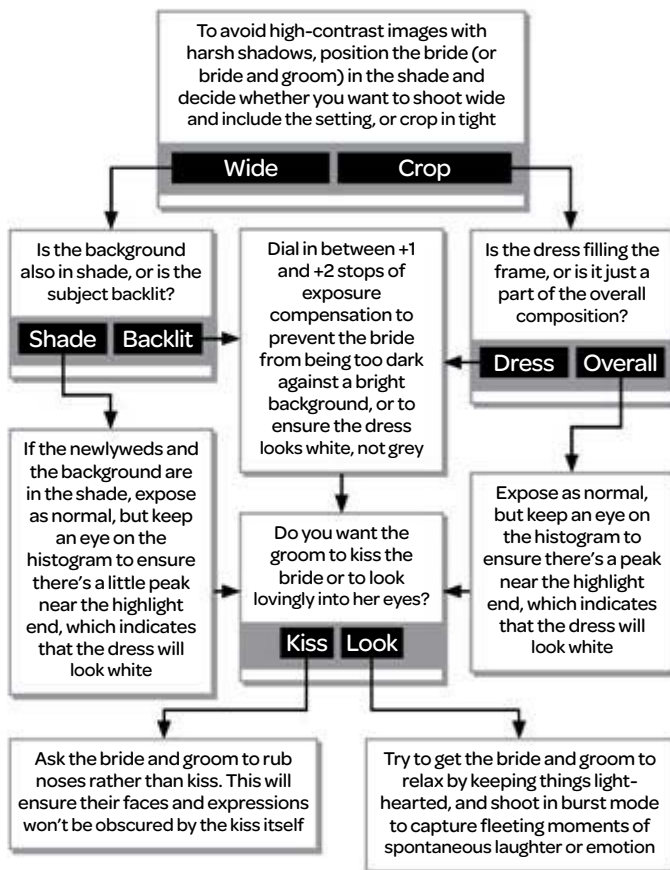 To avoid high-contrast images with
harsh shadows, position the bride (or
bride and groom) in the shade and
decide whether you want to shoot wide
and include the setting, or crop in tight
Wide
Crop
Is the background
also in shade, or is the
subject backlit?
Shade
Backlit
Dial in between +1
and +2 stops of
exposure
compensation to
prevent the bride
from being too dark
against a bright
background, or to
ensure the dress
looks white, not grey
Is the dress filling the
frame, or is it just a
part of the overall
composition?
Dress
Overall
If the newlyweds and
the background are
in the shade, expose
as normal, but keep
an eye on the
histogram to ensure
there's a little peak
near the highlight
end, which indicates
that the dress will
look white
Do you want the
groom to kiss the
bride or to look
lovingly into her eyes?
Kiss
Look
Expose as normal,
but keep an eye on
the histogram to
ensure there's a peak
near the highlight
end, which indicates
that the dress will
look white
Ask the bride and groom to rub
noses rather than kiss. This will
ensure their faces and expressions
won't be obscured by the kiss itself
Try to get the bride and groom to
relax by keeping things light-
hearted, and shoot in burst mode
to capture fleeting moments of
spontaneous laughter or emotion